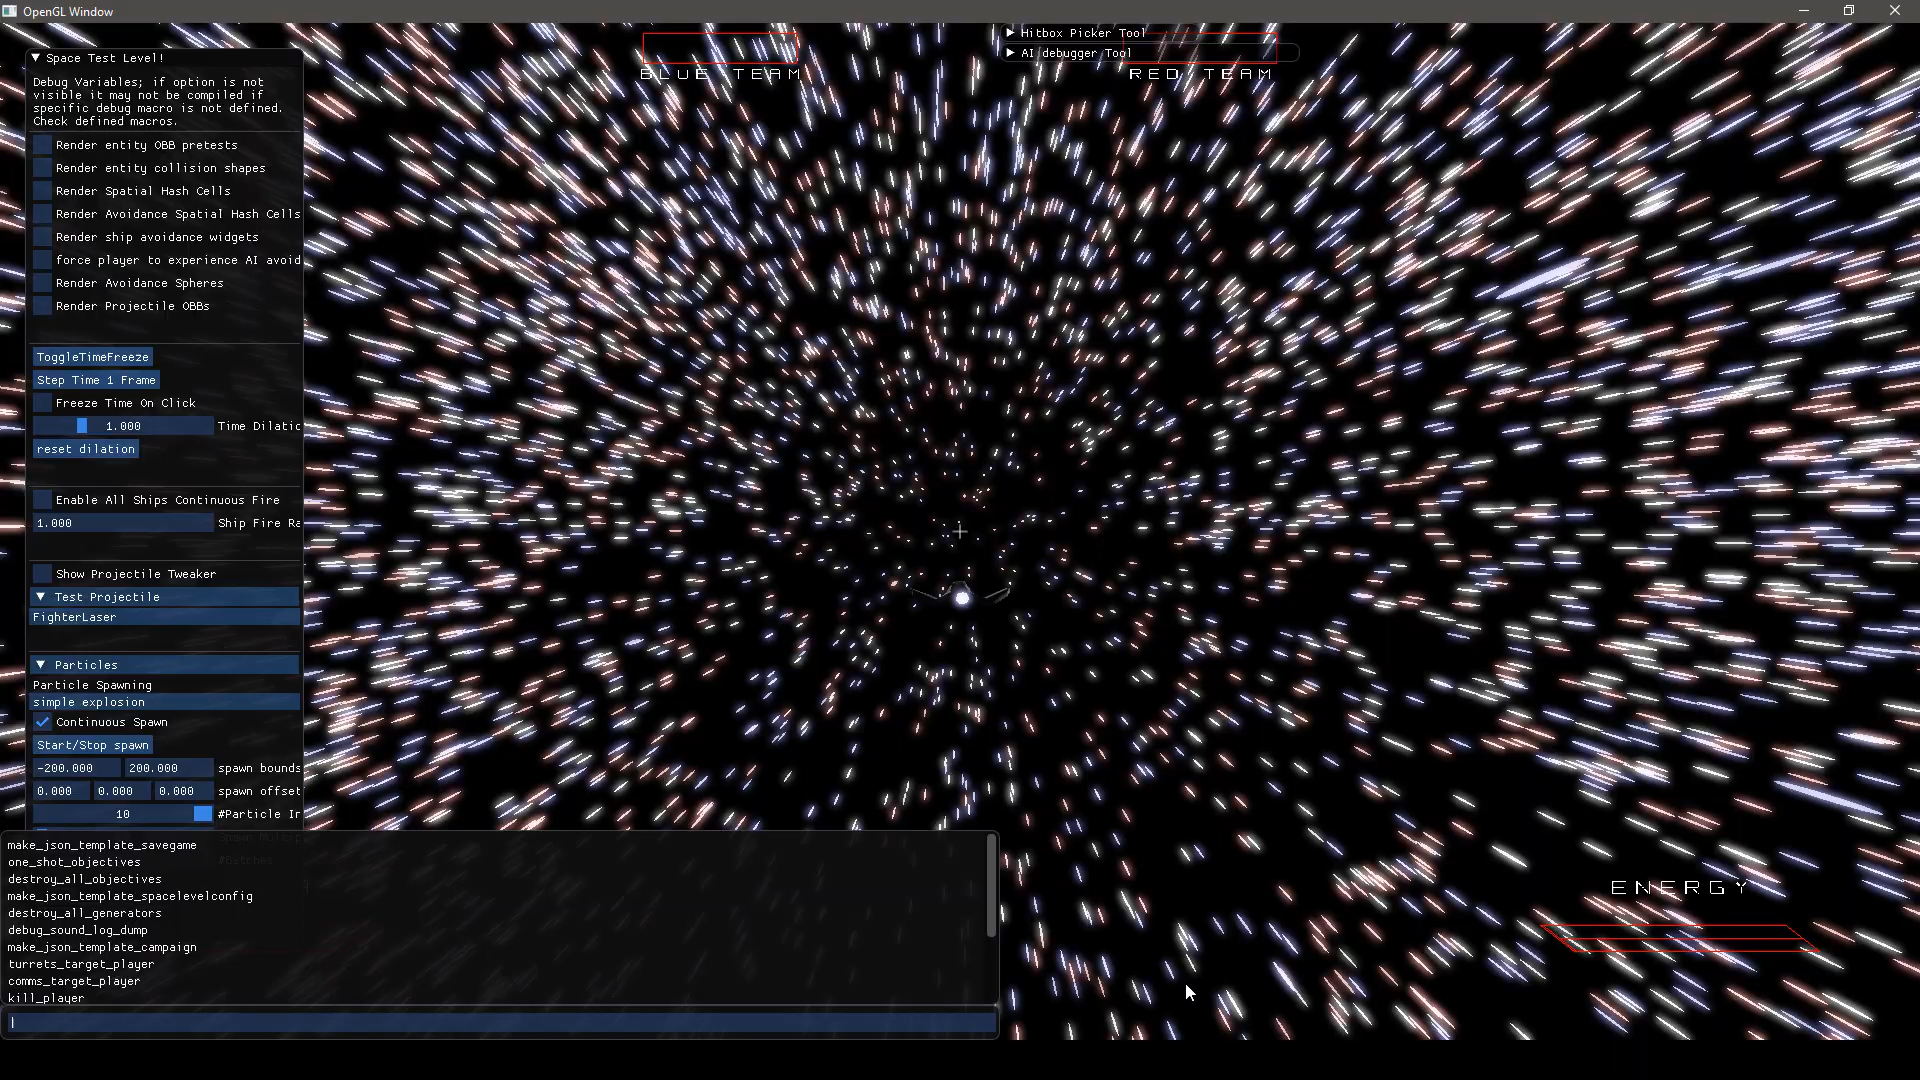 OpenGL Window
Space Test Level!
Debug Variables; if option is not
visible it may not be compiled if
specific debug macro is not defined.
Check defined macros.
Render entity OBB pretests
Render entity collision shapes
Render Spatial Hash Cells
Render Avoidance Spatial Hash Cells
Render ship avoidance widgets
force player to experience AI avoid
Render Avoidance Spheres
Render Projectile OBBs
ToggleTimeFreeze
Step Time 1 Frame
Freeze Time On Click
1.000 Time Dilatic
reset dilation
Enable All Ships Continuous Fire
1.000 Ship Fire Ra
Show Projectile Tweaker
Test Projectile
FighterLaser
Particles
Particle Spawning
simple explosion
Continuous Spawn
Start/Stop spawn
-200.000 200.000 spawn bounds
0.000 0.000 0.000 spawn offset
10 #Particle Ir
make_json_template_savegame
one_shot_objectives
destroy_all_objectives
make_json_template_spacelevelconfig
destroy_all_generators
debug_sound_log_dump
make_json_template_campaign
turrets_target_player
comms_target_player
kill_player
BLUE TEAM
Hitbox Picker Tool
AI debugger Tool
RED TEAM
ENERGY